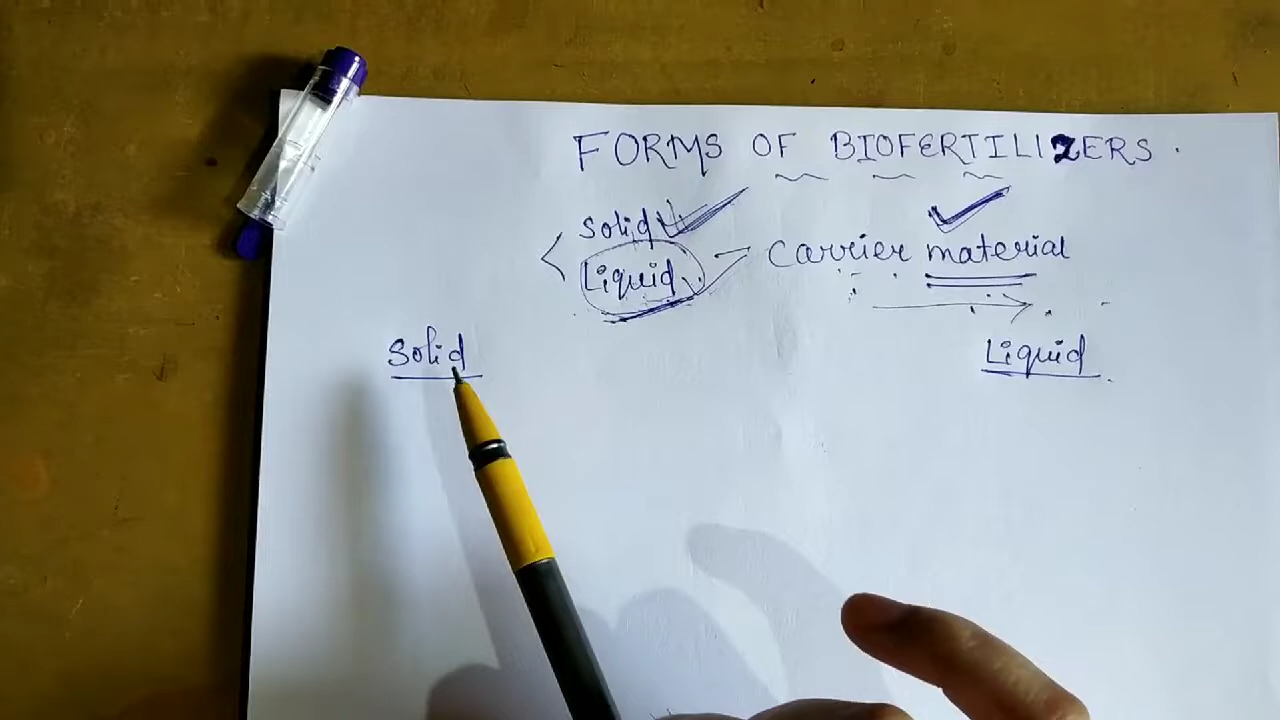 FORMS OF BIOFERTILIZERS.
Solid
Liquid - Carrier material
Solid
Liquid